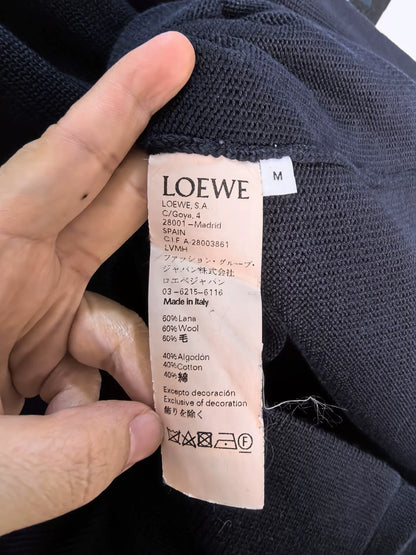 LOEWE
M
LOEWE, S.A
C/Goya, 4
28001-Madrid
SPAIN
C.I.F A.28003861
LVMH
ファッション・グループ・
ジャパン株式会社
ロエベジャパン
03-6215-6116
Made in Italy
60% Lana
60% Wool
60% 毛
40% Algodón
40% Cotton
40% 綿
Excepto decoración
Exclusive of decoration
飾りを除く
F